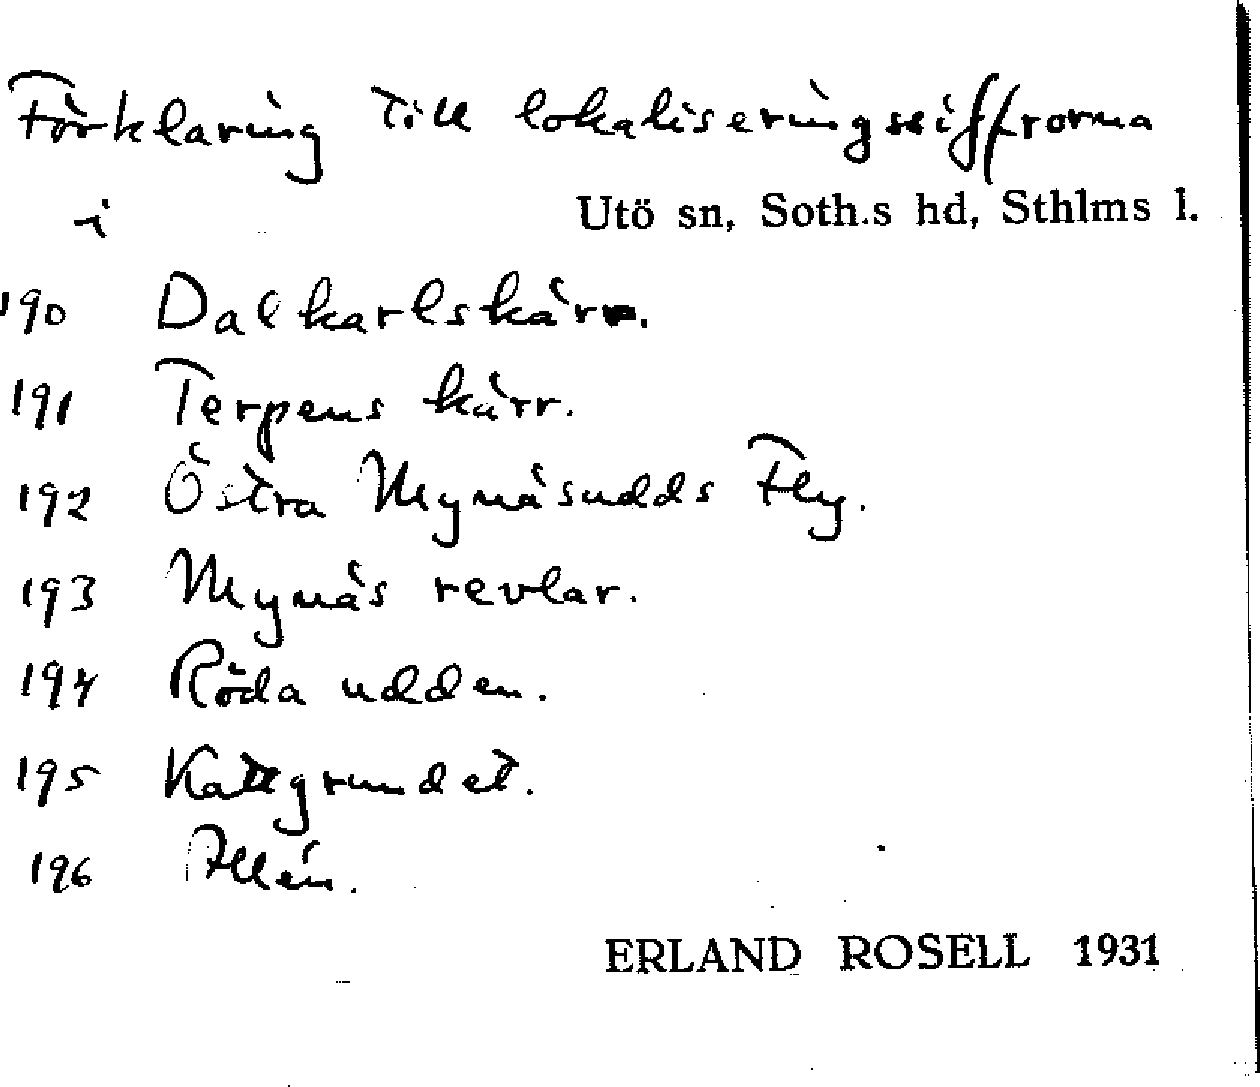 Förklaring till lokaliseringssiffrorna
i Utö sn, Soth.s hd, Sthlms l.
190 Dalkarlskärr.
191 Terpens kärr.
192 Östra Mynäsudds Fly.
193 Mynäs revlar.
194 Röda udden.
195 Kattgrundet.
196 Allén.
ERLAND ROSELL 1931